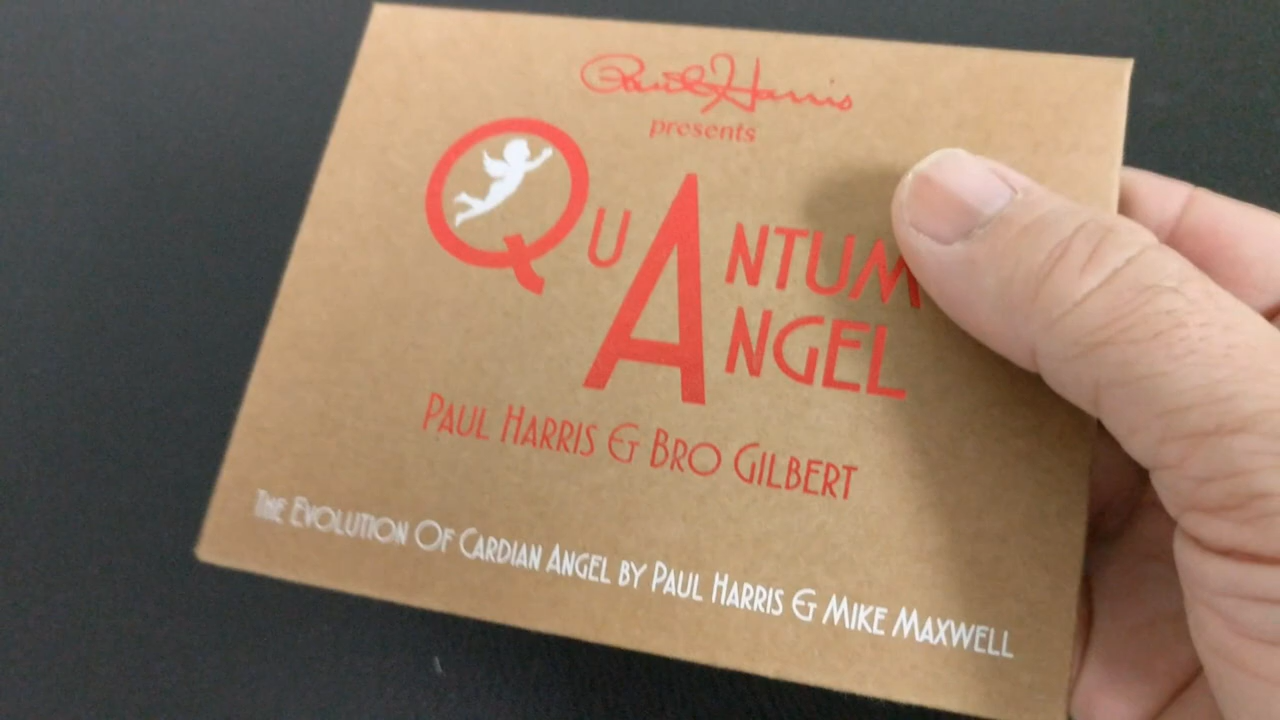 Paul Harris
presents
QUANTUM
ANGEL
PAUL HARRIS & BRO GILBERT
THE EVOLUTION OF CARDIAN ANGEL BY PAUL HARRIS & MIKE MAXWELL